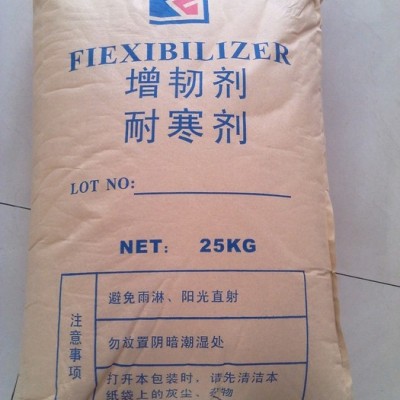 FIEXIBILIZER
增韧剂
耐寒剂
LOT NO:
NET: 25KG
注意事项
避免雨淋、阳光直射
勿放置阴暗潮湿处
打开本包装时，请先清洁本
纸袋上的灰尘、药物